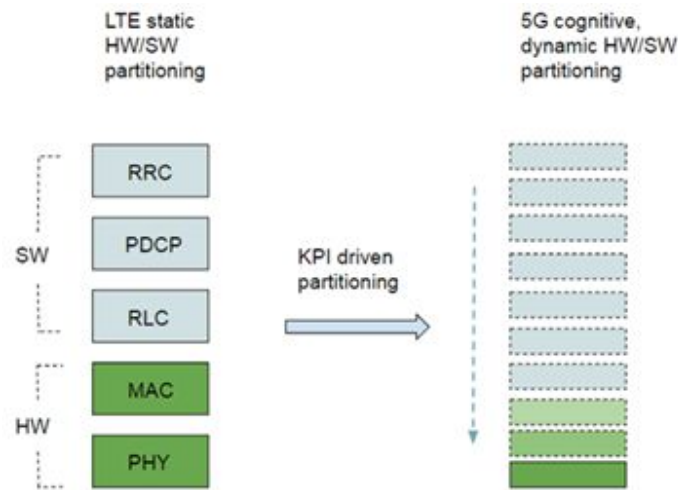 LTE static
HW/SW
partitioning
5G cognitive,
dynamic HW/SW
partitioning
RRC
PDCP
RLC
MAC
PHY
SW
HW
KPI driven
partitioning